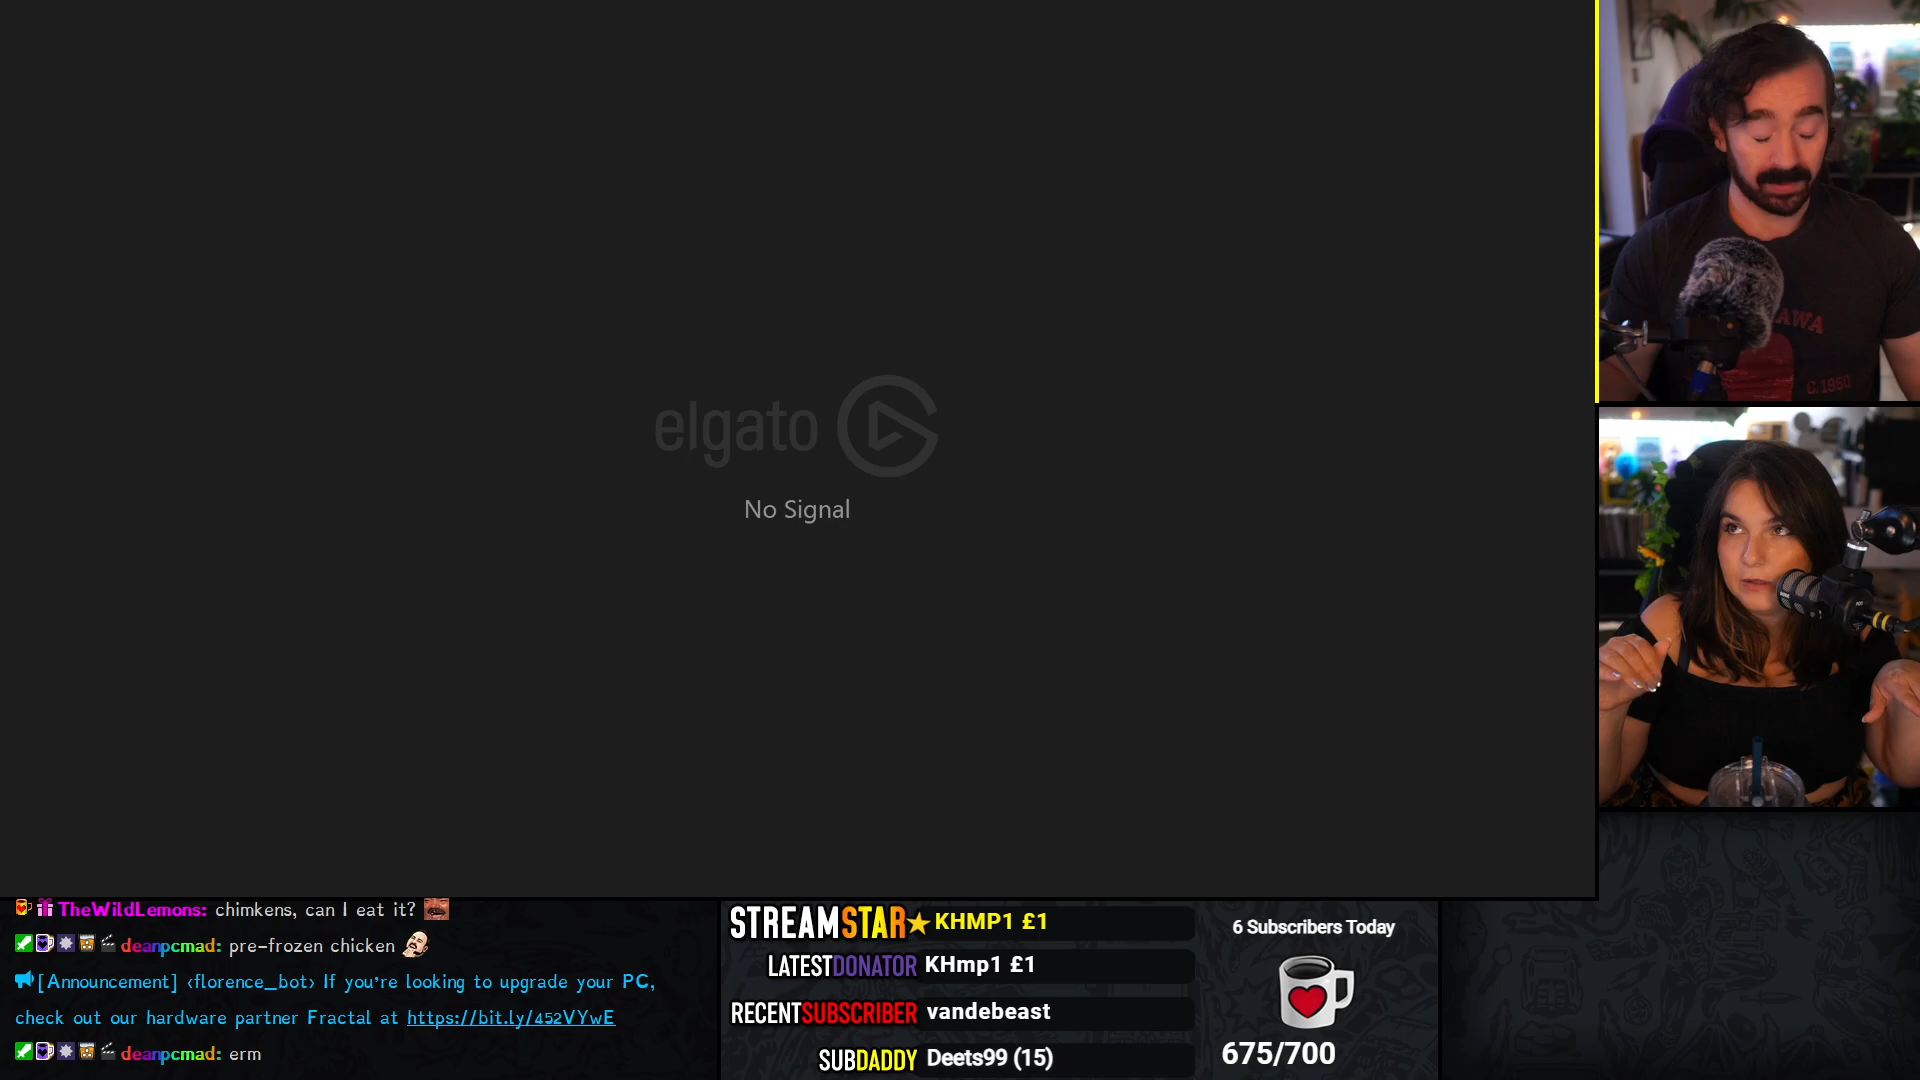 elgato
No Signal
AWA
C.1950
TheWildLemons: chimkens, can I eat it?
deanpcmad: pre-frozen chicken
[Announcement] ‹florence_bot› If you're looking to upgrade your PC,
check out our hardware partner Fractal at https://bit.ly/452VYwE
deanpcmad: erm
STREAMSTAR KHMP1 £1
LATESTDONATOR KHmp1 £1
RECENTSUBSCRIBER vandebeast
SUBDADDY Deets99 (15)
6 Subscribers Today
675/700